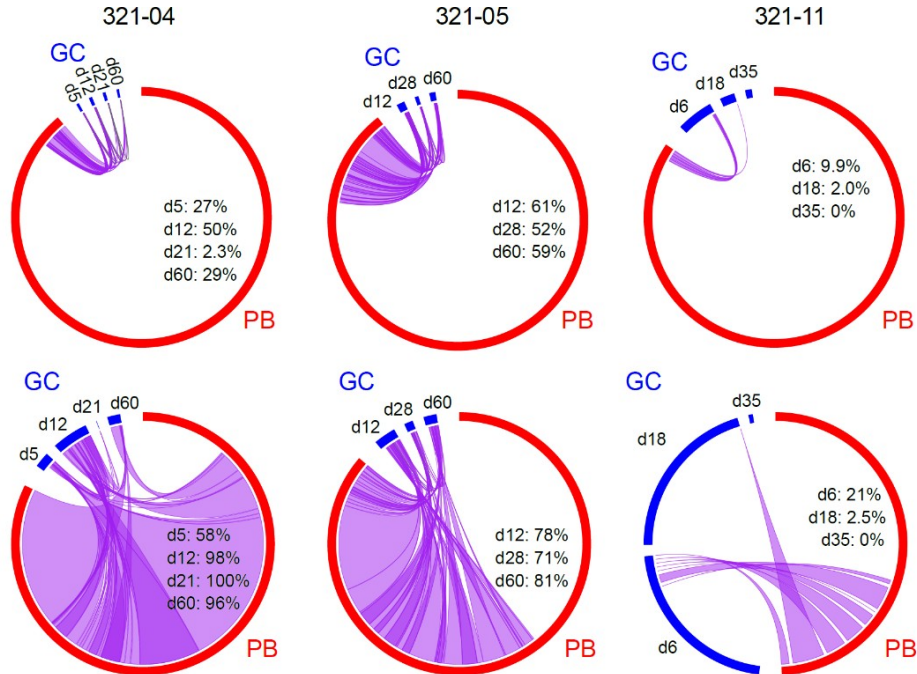 321-04
321-05
321-11
GC
d5
d12
d21
d60
d5: 27%
d12: 50%
d21: 2.3%
d60: 29%
PB
GC
d12
d28
d60
d12: 61%
d28: 52%
d60: 59%
PB
GC
d6
d18
d35
d6: 9.9%
d18: 2.0%
d35: 0%
PB
GC
d5
d12
d21
d60
d5: 58%
d12: 98%
d21: 100%
d60: 96%
PB
GC
d12
d28
d60
d12: 78%
d28: 71%
d60: 81%
PB
GC
d35
d18
d6: 21%
d18: 2.5%
d35: 0%
d6
PB